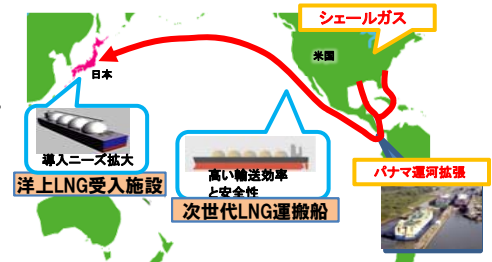 シェールガス
米国
日本
導入ニーズ拡大
洋上LNG受入施設
高い輸送効率
と安全性
次世代LNG運搬船
パナマ運河拡張